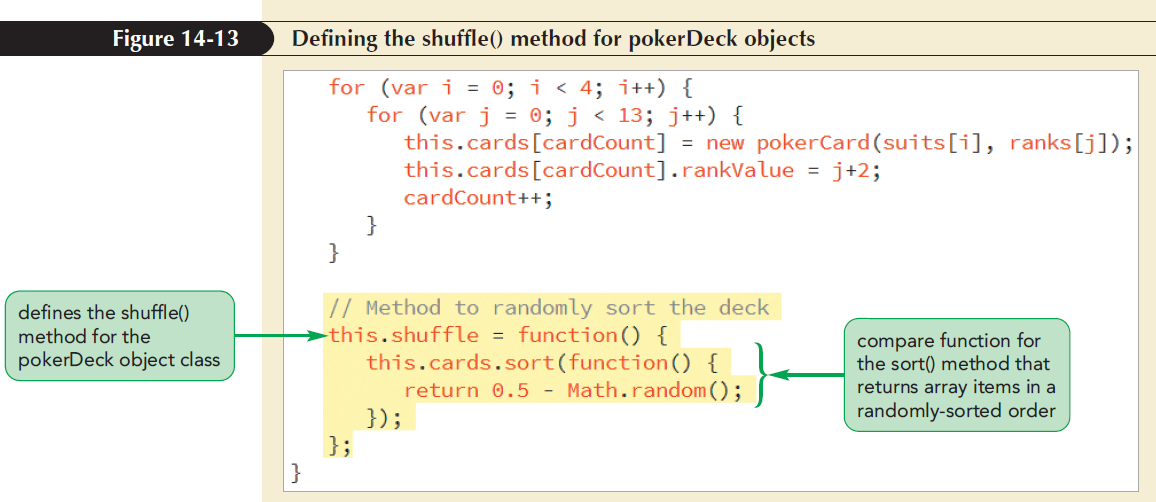 Figure 14-13
Defining the shuffle() method for pokerDeck objects
for (var i = 0; i < 4; i++) {
for (var j = 0; j < 13; j++) {
this.cards[cardCount] = new pokerCard(suits[i], ranks[j]);
this.cards[cardCount].rankValue = j+2;
cardCount++;
}
}
// Method to randomly sort the deck
this.shuffle = function() {
this.cards.sort(function() {
return 0.5 - Math.random();
});
};
}
defines the shuffle()
method for the
pokerDeck object class
compare function for
the sort() method that
returns array items in a
randomly-sorted order